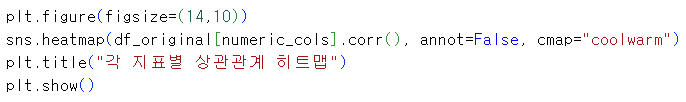 plt.figure(figsize=(14,10))
sns.heatmap(df_original[numeric_cols].corr(), annot=False, cmap="coolwarm")
plt.title("각 지표별 상관관계 히트맵")
plt.show()